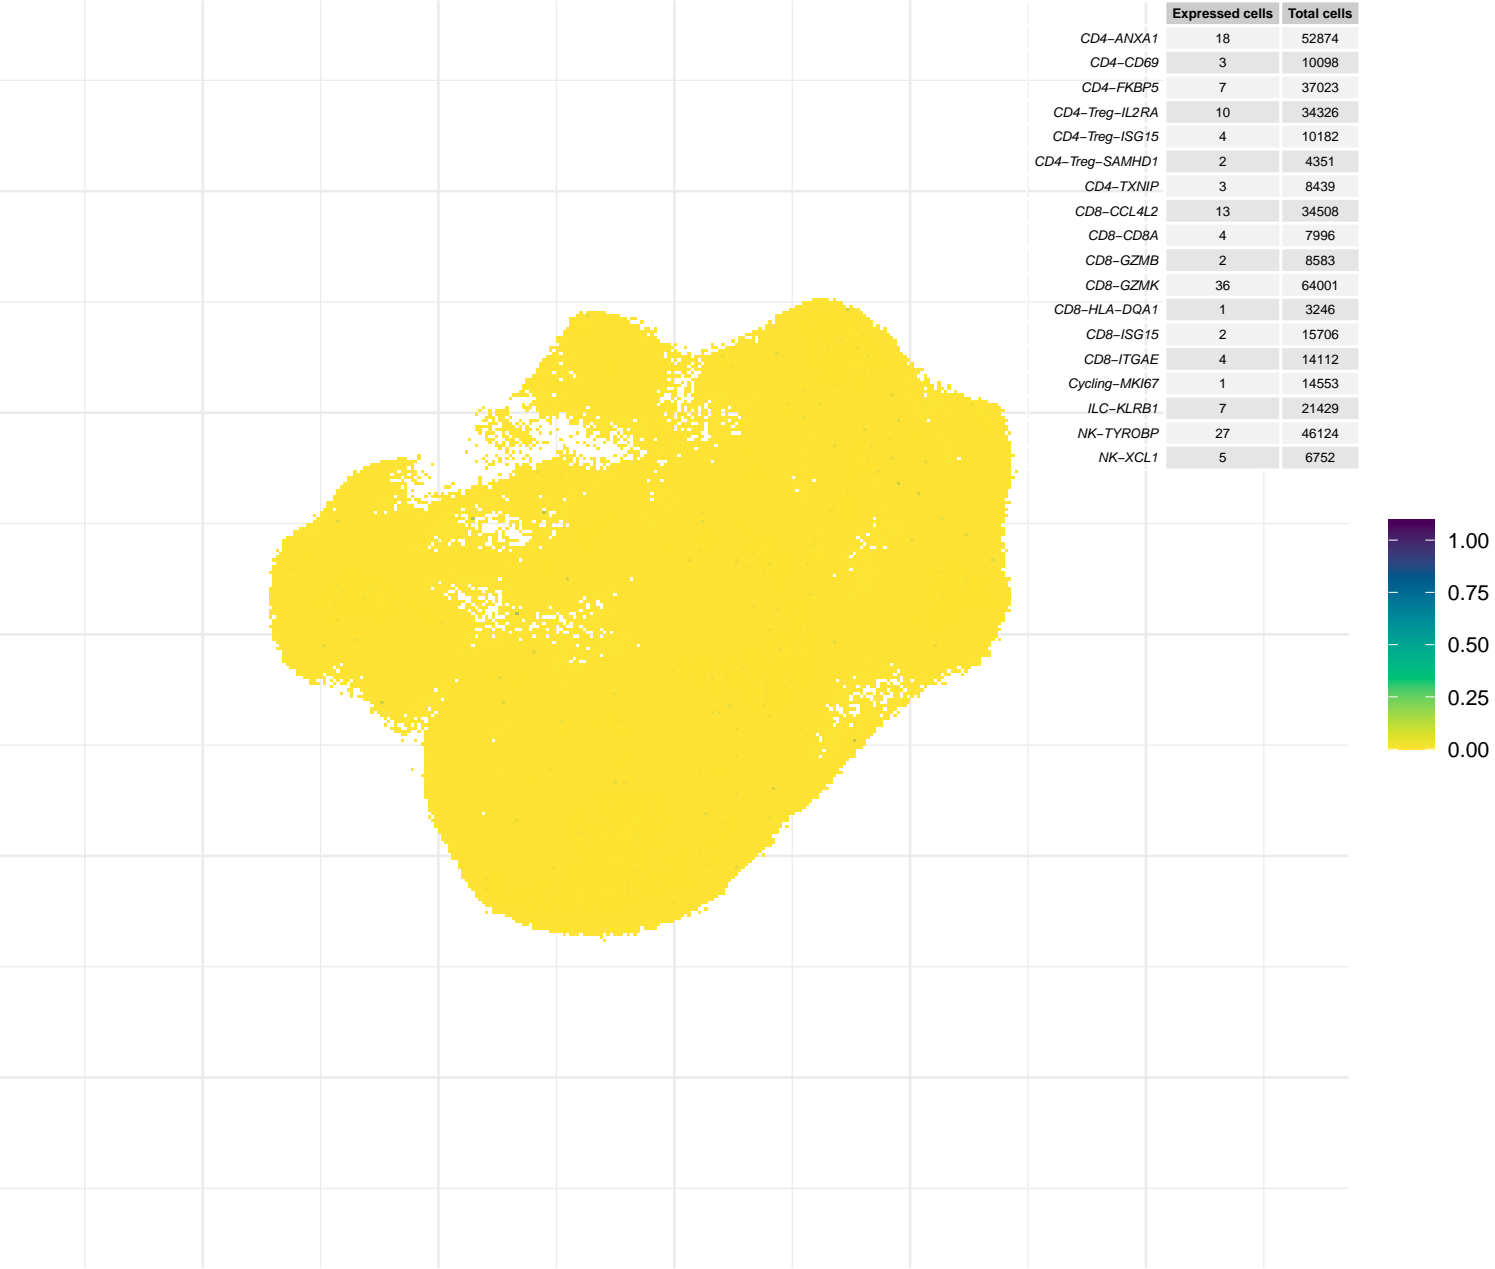 Expressed cells Total cells
CD4−ANXA1 18 52874
CD4−CD69 3 10098
CD4−FKBP5 7 37023
CD4−Treg−IL2RA 10 34326
CD4−Treg−ISG15 4 10182
CD4−Treg−SAMHD1 2 4351
CD4−TXNIP 3 8439
CD8−CCL4L2 13 34508
CD8−CD8A 4 7996
CD8−GZMB 2 8583
CD8−GZMK 36 64001
CD8−HLA−DQA1 1 3246
CD8−ISG15 2 15706
CD8−ITGAE 4 14112
Cycling−MKI67 1 14553
ILC−KLRB1 7 21429
NK−TYROBP 27 46124
NK−XCL1 5 6752
1.00
0.75
0.50
0.25
0.00